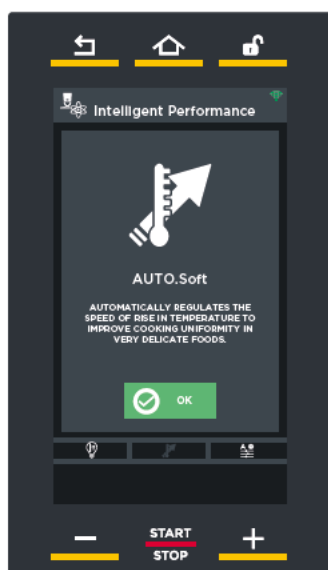 Intelligent Performance
AUTO.Soft
AUTOMATICALLY REGULATES THE
SPEED OF RISE IN TEMPERATURE TO
IMPROVE COOKING UNIFORMITY IN
VERY DELICATE FOODS.
OK
START
STOP